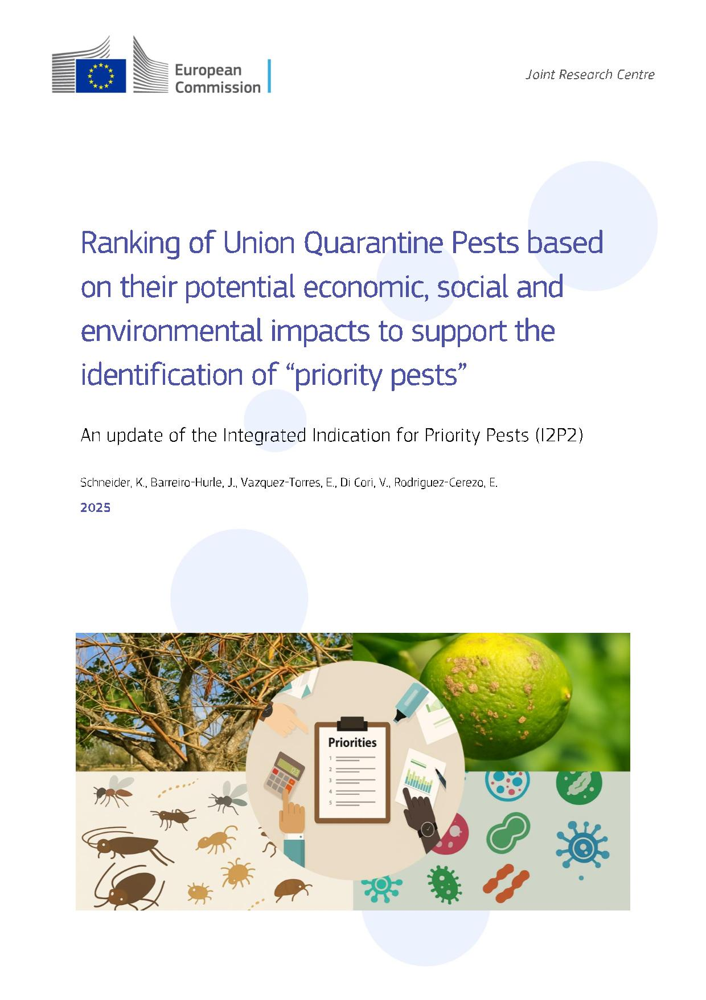 European
Commission
Joint Research Centre
Ranking of Union Quarantine Pests based
on their potential economic, social and
environmental impacts to support the
identification of “priority pests”
An update of the Integrated Indication for Priority Pests (I2P2)
Schneider, K., Barreiro-Hurle, J., Vazquez-Torres, E., Di Cori, V., Rodriguez-Cerezo, E.
2025
Priorities
1
2
3
4
5
123